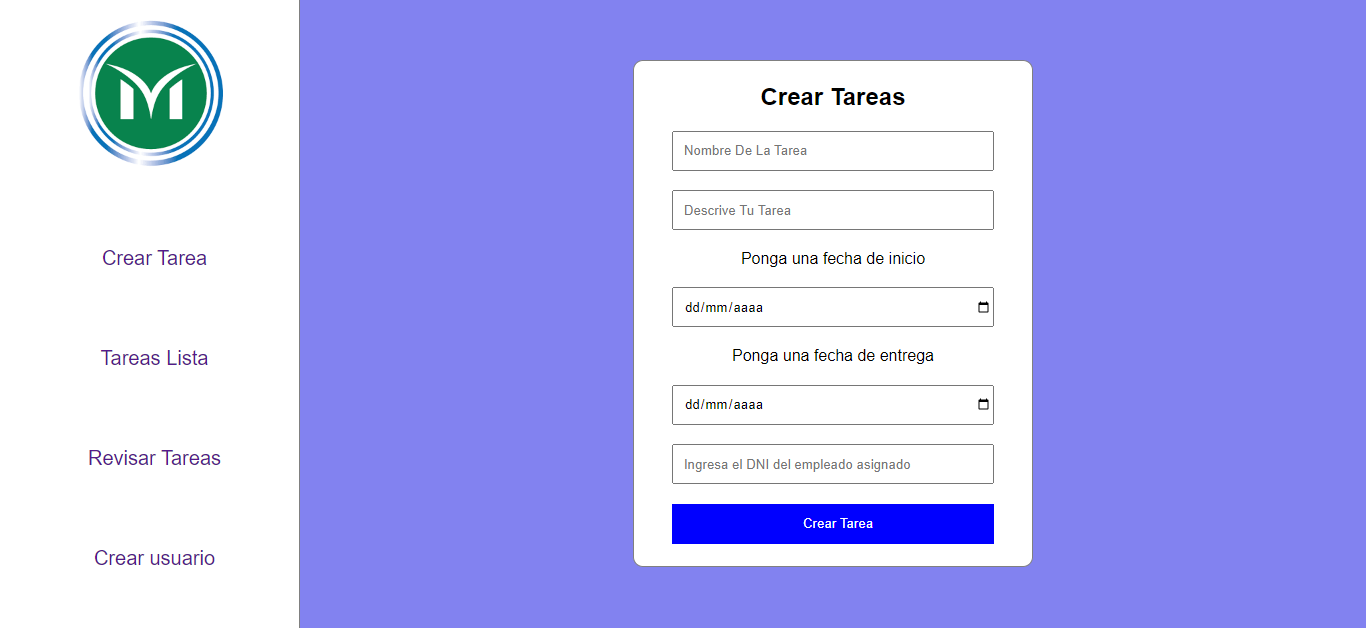 M
Crear Tarea
Tareas Lista
Revisar Tareas
Crear usuario
Crear Tareas
Nombre De La Tarea
Descrive Tu Tarea
Ponga una fecha de inicio
dd/mm/aaaa
Ponga una fecha de entrega
dd/mm/aaaa
Ingresa el DNI del empleado asignado
Crear Tarea